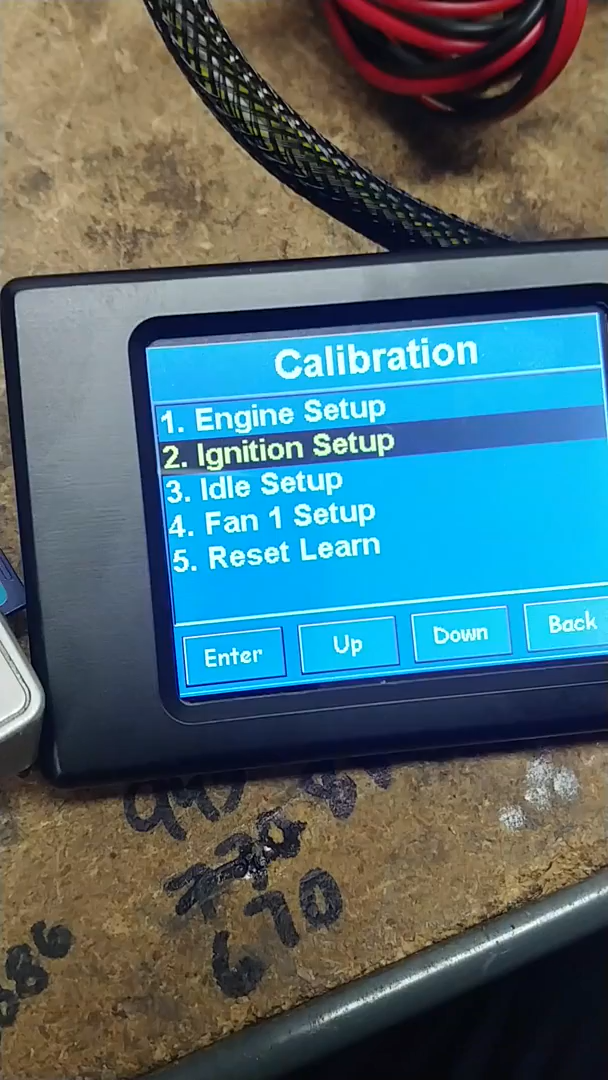 Calibration
1. Engine Setup
2. Ignition Setup
3. Idle Setup
4. Fan 1 Setup
5. Reset Learn
Enter Up Down Back
670